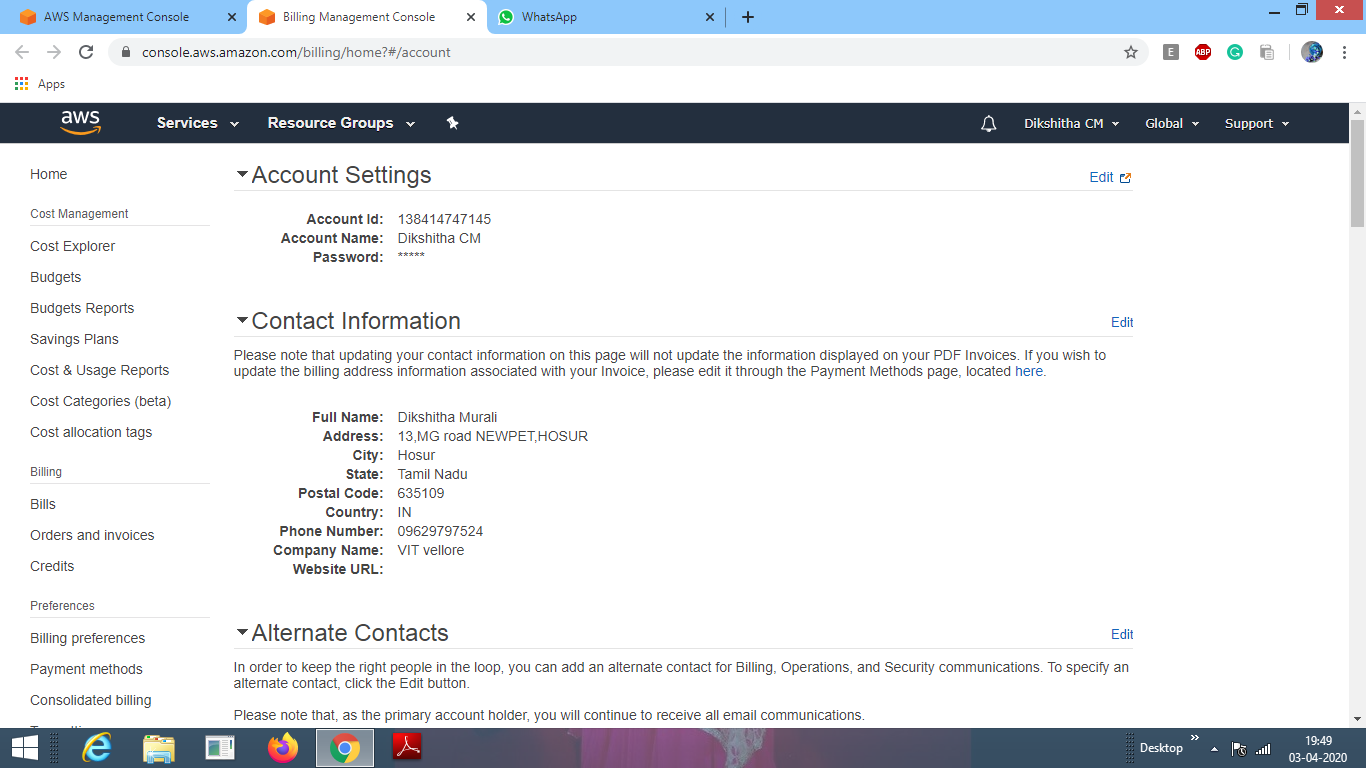 AWS Management Console
Billing Management Console
WhatsApp
console.aws.amazon.com/billing/home?#/account
E
ABP
G
Apps
aws
Services
Resource Groups
Dikshitha CM
Global
Support
Home
Cost Management
Cost Explorer
Budgets
Budgets Reports
Savings Plans
Cost & Usage Reports
Cost Categories (beta)
Cost allocation tags
Billing
Bills
Orders and invoices
Credits
Preferences
Billing preferences
Payment methods
Consolidated billing
Account Settings
Edit
Account Id: 138414747145
Account Name: Dikshitha CM
Password: *****
Contact Information
Edit
Please note that updating your contact information on this page will not update the information displayed on your PDF Invoices. If you wish to
update the billing address information associated with your Invoice, please edit it through the Payment Methods page, located here.
Full Name: Dikshitha Murali
Address: 13,MG road NEWPET,HOSUR
City: Hosur
State: Tamil Nadu
Postal Code: 635109
Country: IN
Phone Number: 09629797524
Company Name: VIT vellore
Website URL:
Alternate Contacts
Edit
In order to keep the right people in the loop, you can add an alternate contact for Billing, Operations, and Security communications. To specify an
alternate contact, click the Edit button.
Please note that, as the primary account holder, you will continue to receive all email communications.
Desktop
19:49
03-04-2020